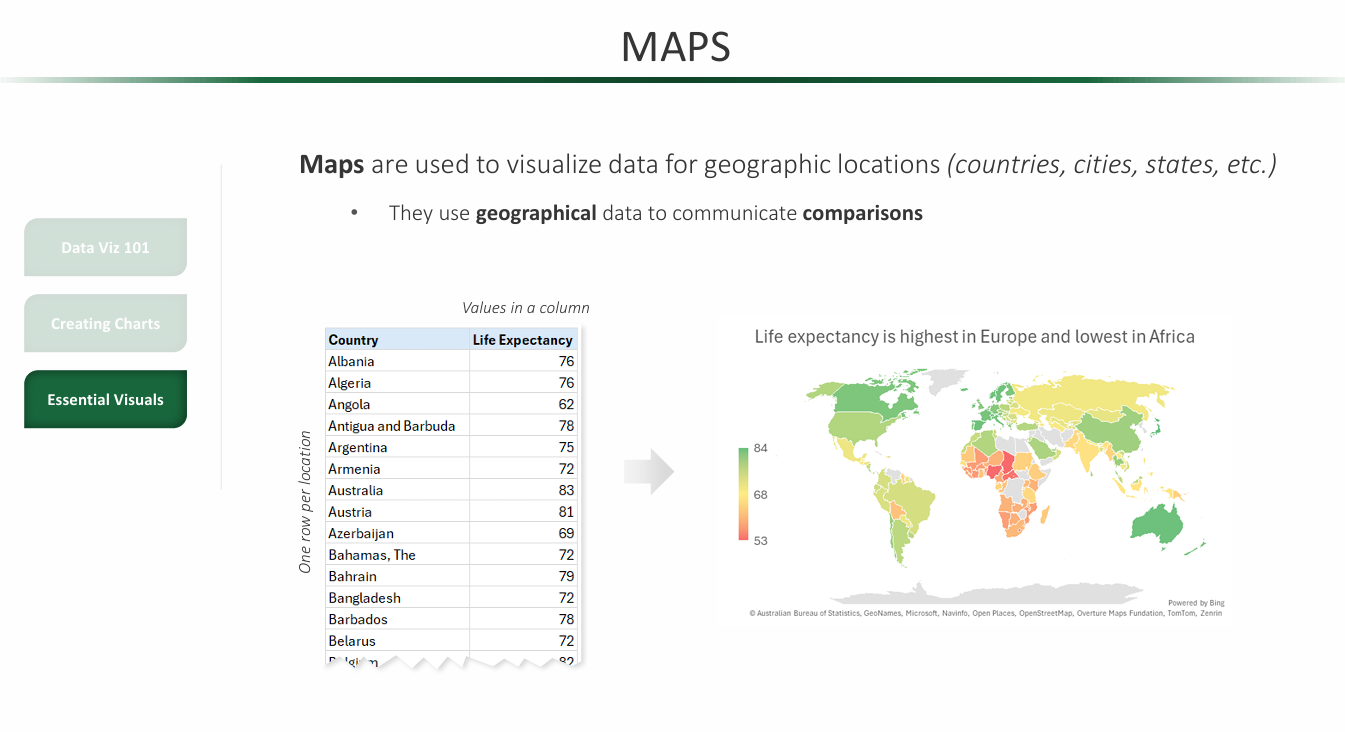 MAPS
Maps are used to visualize data for geographic locations (countries, cities, states, etc.)
• They use geographical data to communicate comparisons
Data Viz 101
Creating Charts
Essential Visuals
Values in a column
One row per location
Country Life Expectancy
Albania 76
Algeria 76
Angola 62
Antigua and Barbuda 78
Argentina 75
Armenia 72
Australia 83
Austria 81
Azerbaijan 69
Bahamas, The 72
Bahrain 79
Bangladesh 72
Barbados 78
Belarus 72
Belgium 82
Life expectancy is highest in Europe and lowest in Africa
84
68
53
Powered by Bing
© Australian Bureau of Statistics, GeoNames, Microsoft, Navinfo, Open Places, OpenStreetMap, Overture Maps Fundation, TomTom, Zenrin